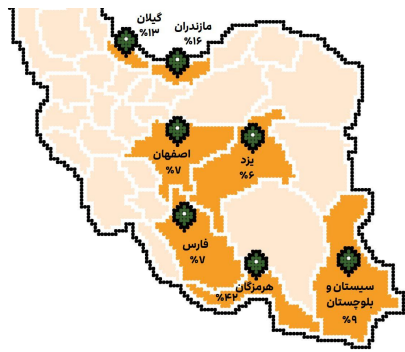 گیلان
%۱۳
مازندران
%۱۶
اصفهان
%۷
یزد
%۶
فارس
%۷
هرمزگان
%۴۲
سیستان و
بلوچستان
%۹